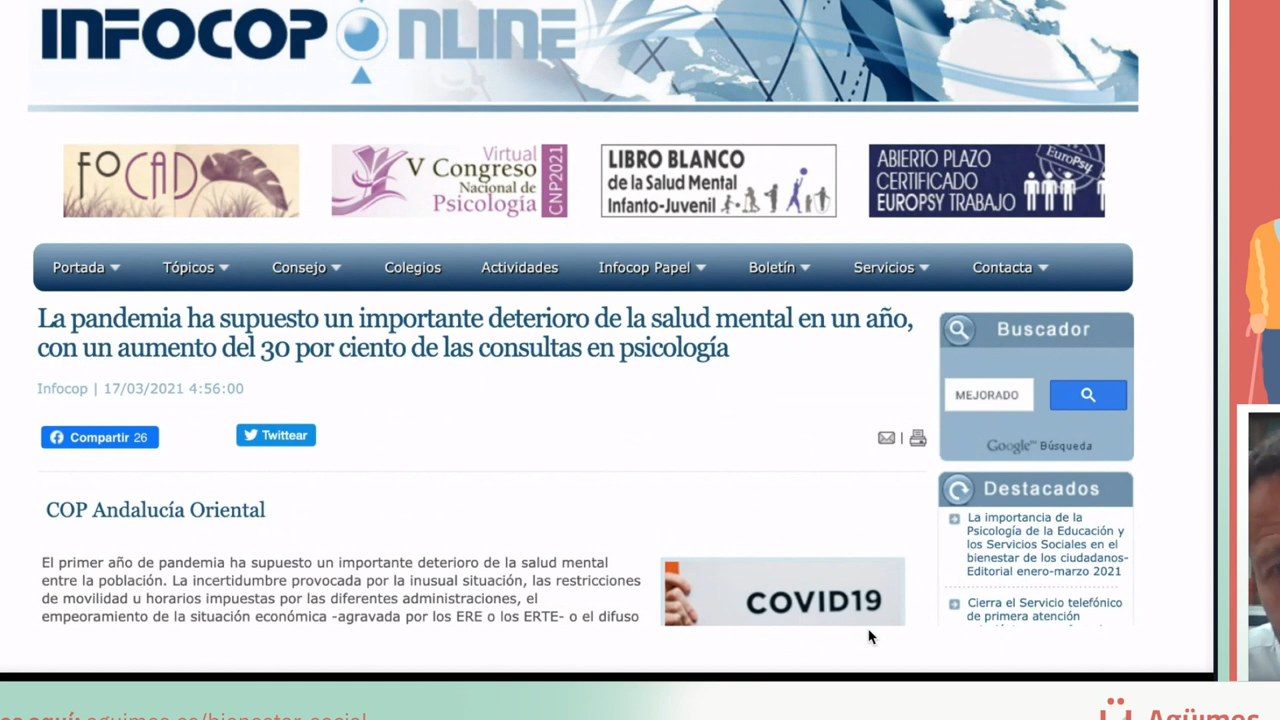 INFOCOP ONLINE
FOCAD
Virtual
V Congreso
Nacional de
Psicología
CNP2021
LIBRO BLANCO
de la Salud Mental
Infanto-Juvenil
ABIERTO PLAZO
CERTIFICADO
EUROPSY TRABAJO
EuroPsy
Portada Tópicos Consejo Colegios Actividades Infocop Papel Boletín Servicios Contacta
La pandemia ha supuesto un importante deterioro de la salud mental en un año,
con un aumento del 30 por ciento de las consultas en psicología
Infocop | 17/03/2021 4:56:00
Compartir 26
Twittear
COP Andalucía Oriental
El primer año de pandemia ha supuesto un importante deterioro de la salud mental
entre la población. La incertidumbre provocada por la inusual situación, las restricciones
de movilidad u horarios impuestas por las diferentes administraciones, el
empeoramiento de la situación económica -agravada por los ERE o los ERTE- o el difuso
COVID19
Buscador
MEJORADO
Google™ Búsqueda
Destacados
La importancia de la
Psicología de la Educación y
los Servicios Sociales en el
bienestar de los ciudadanos-
Editorial enero-marzo 2021
Cierra el Servicio telefónico
de primera atención
aguimes.es/bienestar-social
Agüimes